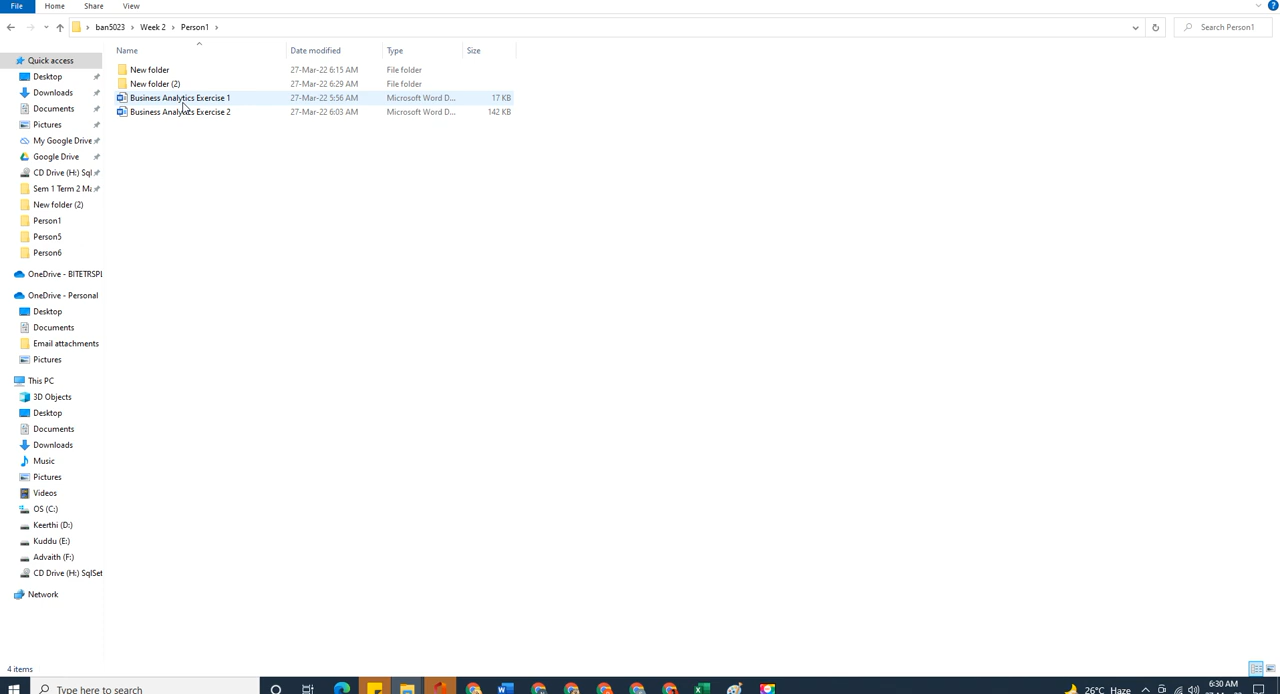 File Home Share View
ban5023 > Week 2 > Person1 >
Search Person1
Name Date modified Type Size
Quick access
Desktop
Downloads
Documents
Pictures
My Google Drive
Google Drive
CD Drive (H:) Sql
Sem 1 Term 2 Ma
New folder (2)
Person1
Person5
Person6
OneDrive - BITETRSPL
OneDrive - Personal
Desktop
Documents
Email attachments
Pictures
This PC
3D Objects
Desktop
Documents
Downloads
Music
Pictures
Videos
OS (C:)
Keerthi (D:)
Kuddu (E:)
Advaith (F:)
CD Drive (H:) SqlSet
Network
New folder 27-Mar-22 6:15 AM File folder
New folder (2) 27-Mar-22 6:29 AM File folder
Business Analytics Exercise 1 27-Mar-22 5:56 AM Microsoft Word D... 17 KB
Business Analytics Exercise 2 27-Mar-22 6:03 AM Microsoft Word D... 142 KB
4 items
Type here to search
26°C Haze
6:30 AM